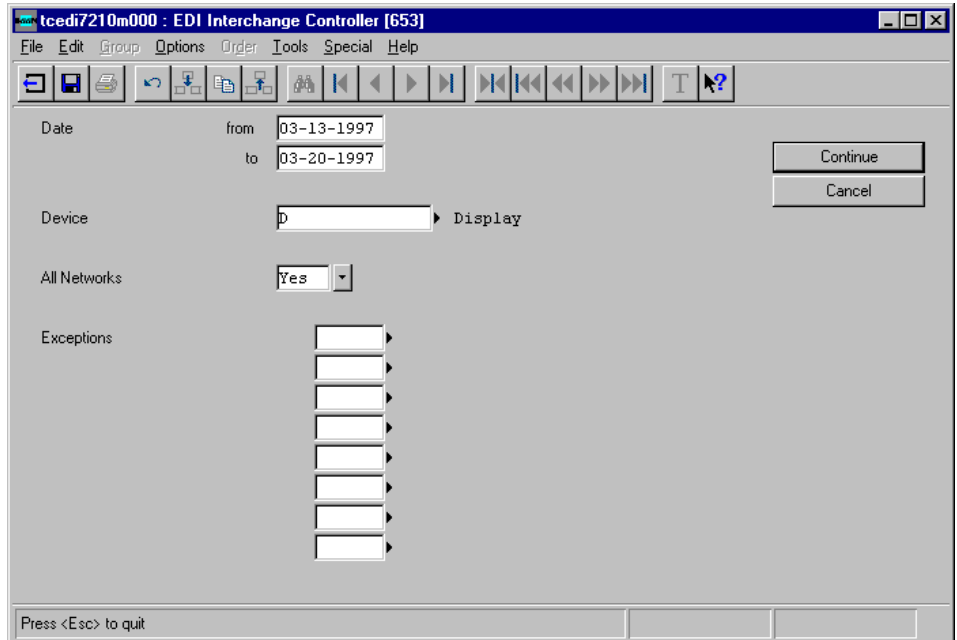 tcedi7210m000 : EDI Interchange Controller [653]
File Edit Group Options Order Tools Special Help
T ?
Date from 03-13-1997
to 03-20-1997
Continue
Cancel
Device D Display
All Networks Yes
Exceptions
Press <Esc> to quit